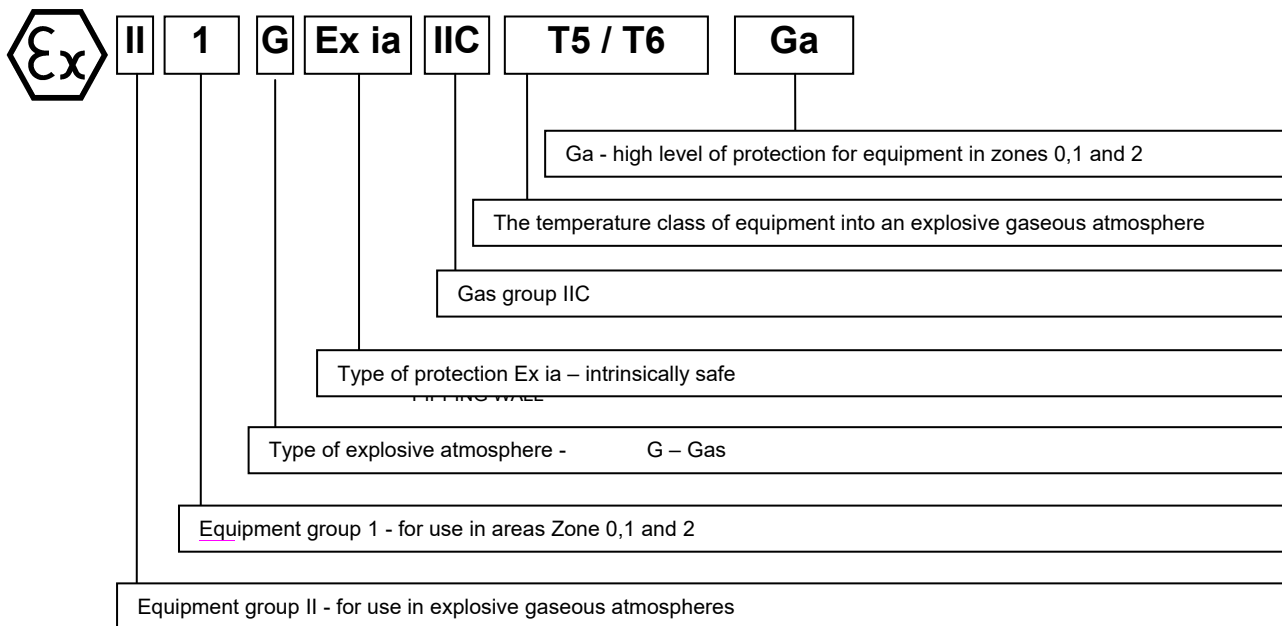 Ex II 1 G Ex ia IIC T5 / T6 Ga
Ga - high level of protection for equipment in zones 0,1 and 2
The temperature class of equipment into an explosive gaseous atmosphere
Gas group IIC
Type of protection Ex ia – intrinsically safe
Type of explosive atmosphere - G – Gas
Equipment group 1 - for use in areas Zone 0,1 and 2
Equipment group II - for use in explosive gaseous atmospheres